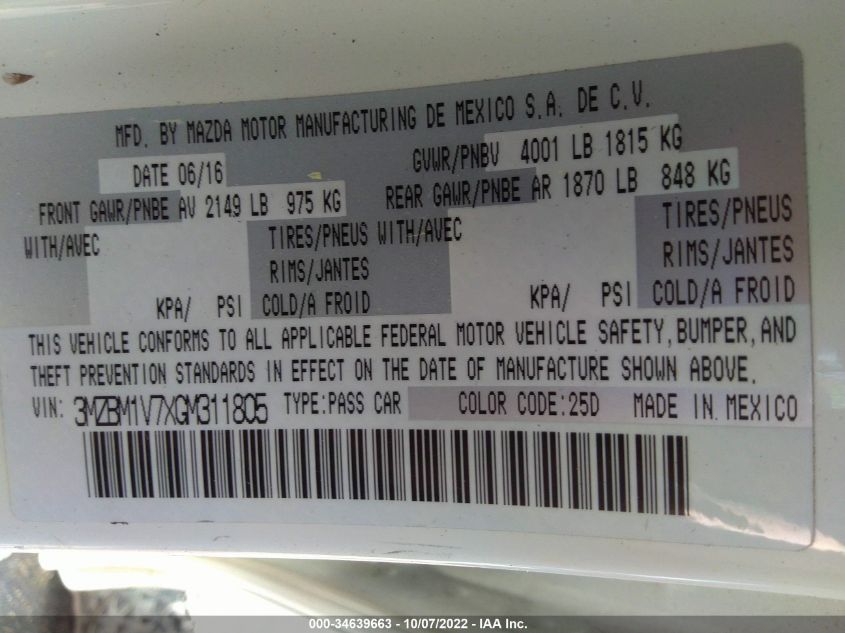 MFD. BY MAZDA MOTOR MANUFACTURING DE MEXICO S.A. DE C.V.
DATE 06/16 GVWR/PNBV 4001 LB 1815 KG
FRONT GAWR/PNBE AV 2149 LB 975 KG REAR GAWR/PNBE AR 1870 LB 848 KG
WITH/AVEC TIRES/PNEUS WITH/AVEC TIRES/PNEUS
RIMS/JANTES RIMS/JANTES
KPA/ PSI COLD/A FROID KPA/ PSI COLD/A FROID
THIS VEHICLE CONFORMS TO ALL APPLICABLE FEDERAL MOTOR VEHICLE SAFETY, BUMPER, AND
THEFT PREVENTION STANDARDS IN EFFECT ON THE DATE OF MANUFACTURE SHOWN ABOVE.
VIN: 3MZBM1V7XGM311805 TYPE:PASS CAR COLOR CODE:25D MADE IN MEXICO
000-34639663 - 10/07/2022 - IAA Inc.